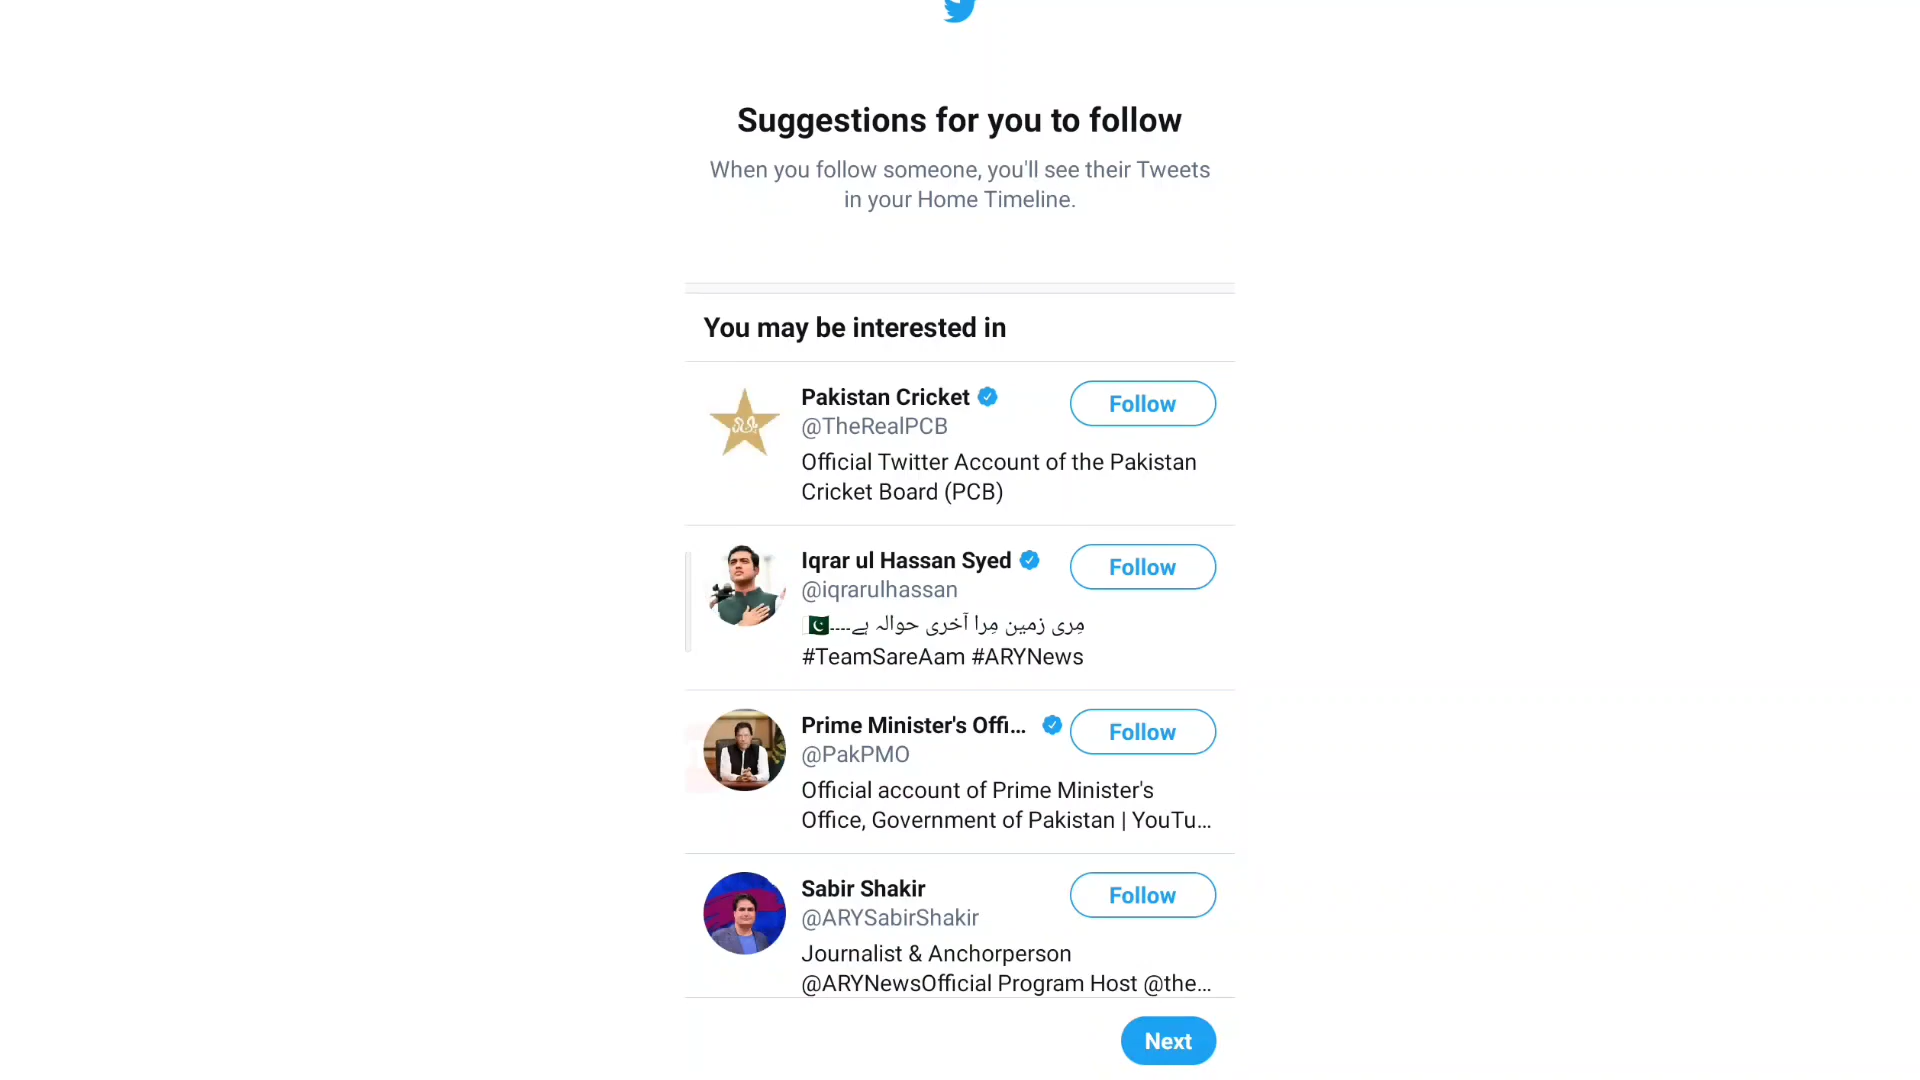 Suggestions for you to follow
When you follow someone, you'll see their Tweets
in your Home Timeline.
You may be interested in
Pakistan Cricket
Follow
@TheRealPCB
Official Twitter Account of the Pakistan
Cricket Board (PCB)
Iqrar ul Hassan Syed
Follow
@iqrarulhassan
مِری زمین مِرا آخری حوالہ ہے....🇵🇰
#TeamSareAam #ARYNews
Prime Minister's Offi...
Follow
@PakPMO
Official account of Prime Minister's
Office, Government of Pakistan | YouTu...
Sabir Shakir
Follow
@ARYSabirShakir
Journalist & Anchorperson
@ARYNewsOfficial Program Host @the...
Next